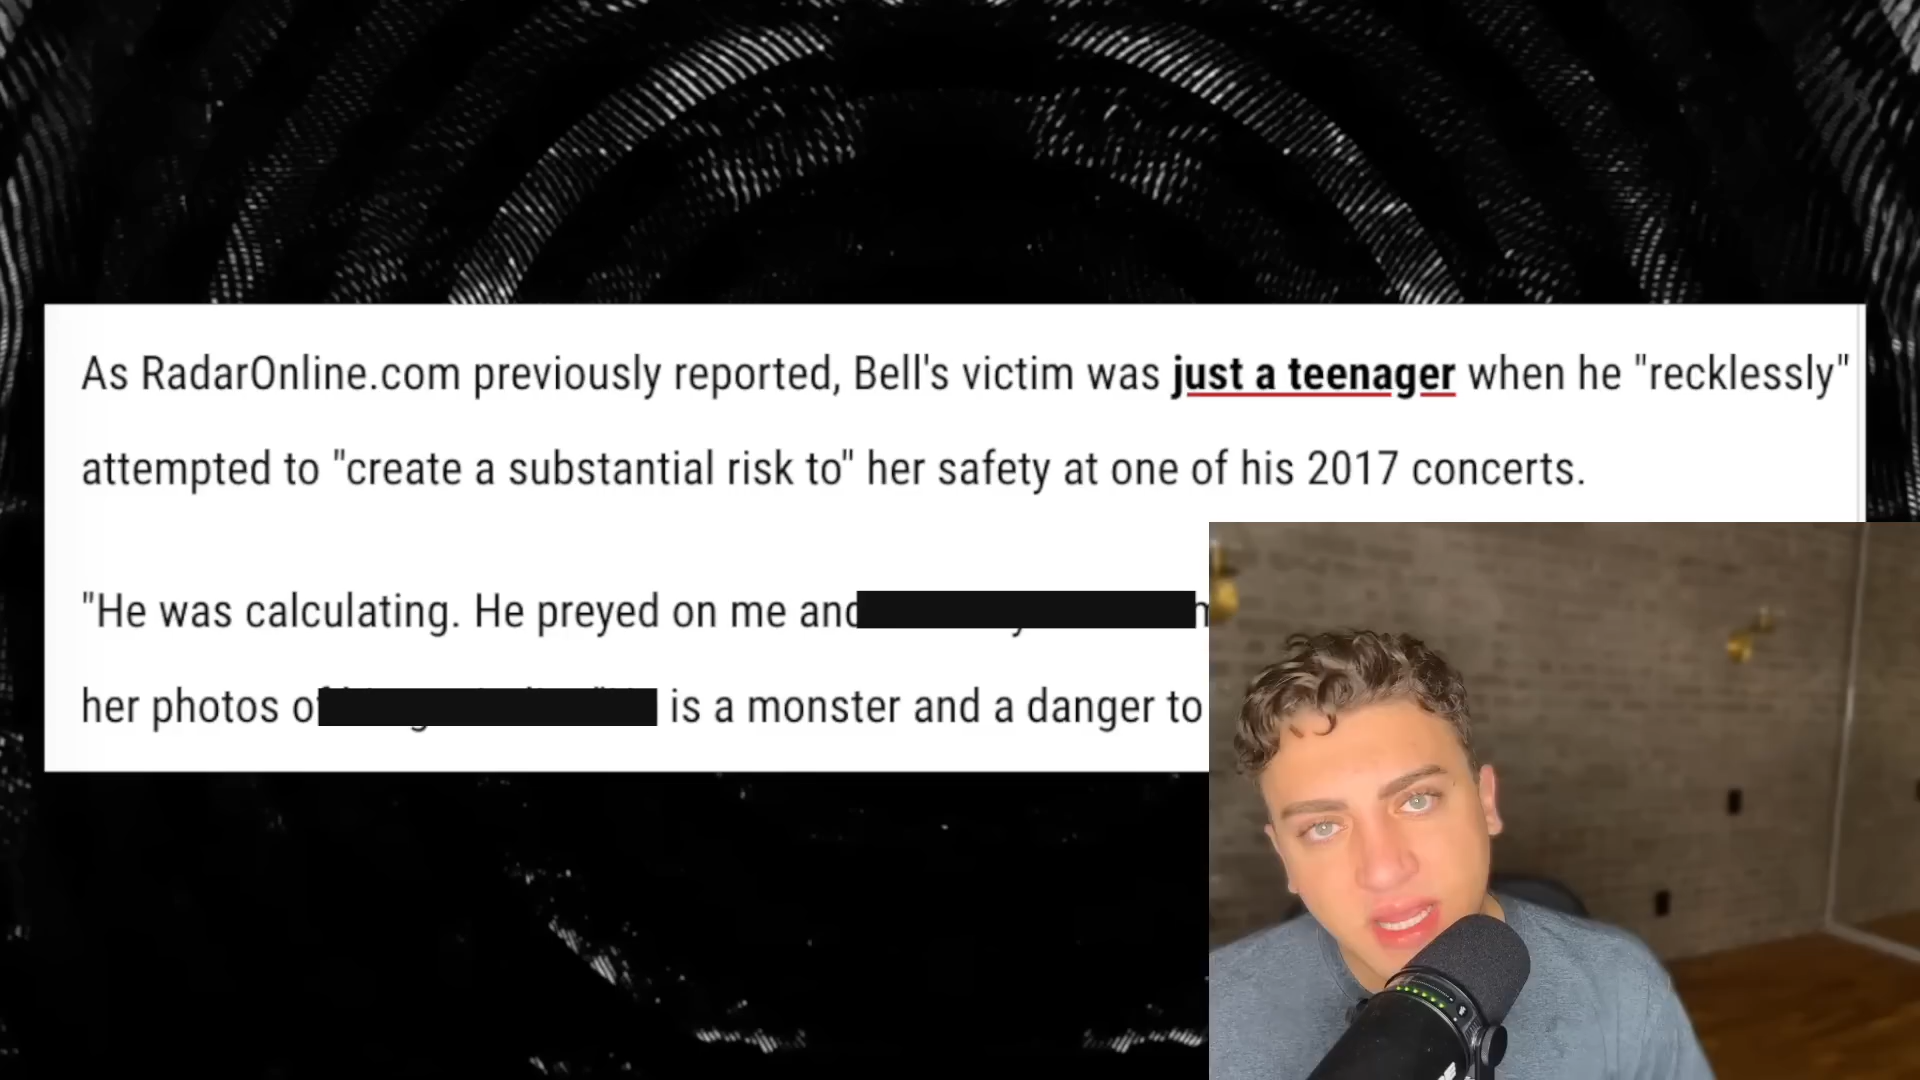 As RadarOnline.com previously reported, Bell's victim was just a teenager when he "recklessly"
attempted to "create a substantial risk to" her safety at one of his 2017 concerts.
"He was calculating. He preyed on me and
her photos of is a monster and a danger to